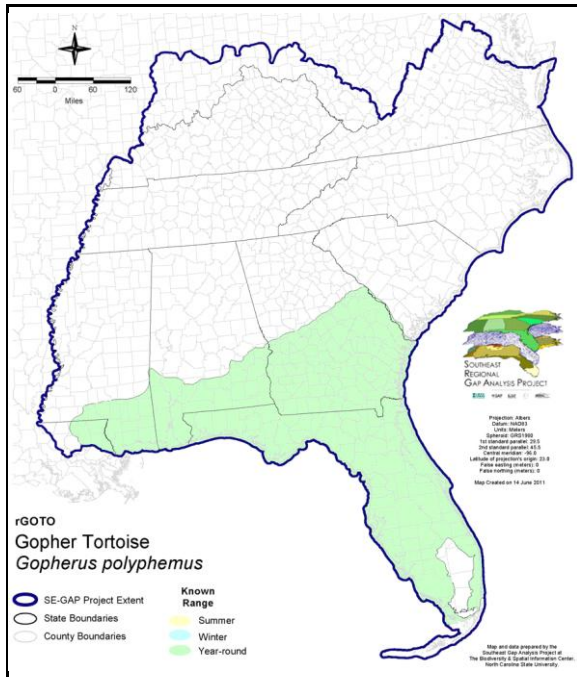 N
60 0 60 120
Miles
SOUTHEAST
REGIONAL
GAP ANALYSIS PROJECT
USGS
Projection: Albers
Datum: NAD83
Units: Meters
Spheroid: GRS1980
1st standard parallel: 29.5
2nd standard parallel: 45.5
Central meridian: -96.0
Latitude of projection's origin: 23.0
False easting (meters): 0
False northing (meters): 0
Map Created on 14 June 2011
rGOTO
Gopher Tortoise
Gopherus polyphemus
SE-GAP Project Extent
State Boundaries
County Boundaries
Known
Range
Summer
Winter
Year-round
Map and data prepared by the
Southeast Gap Analysis Project at
The Biodiversity & Spatial Information Center,
North Carolina State University.